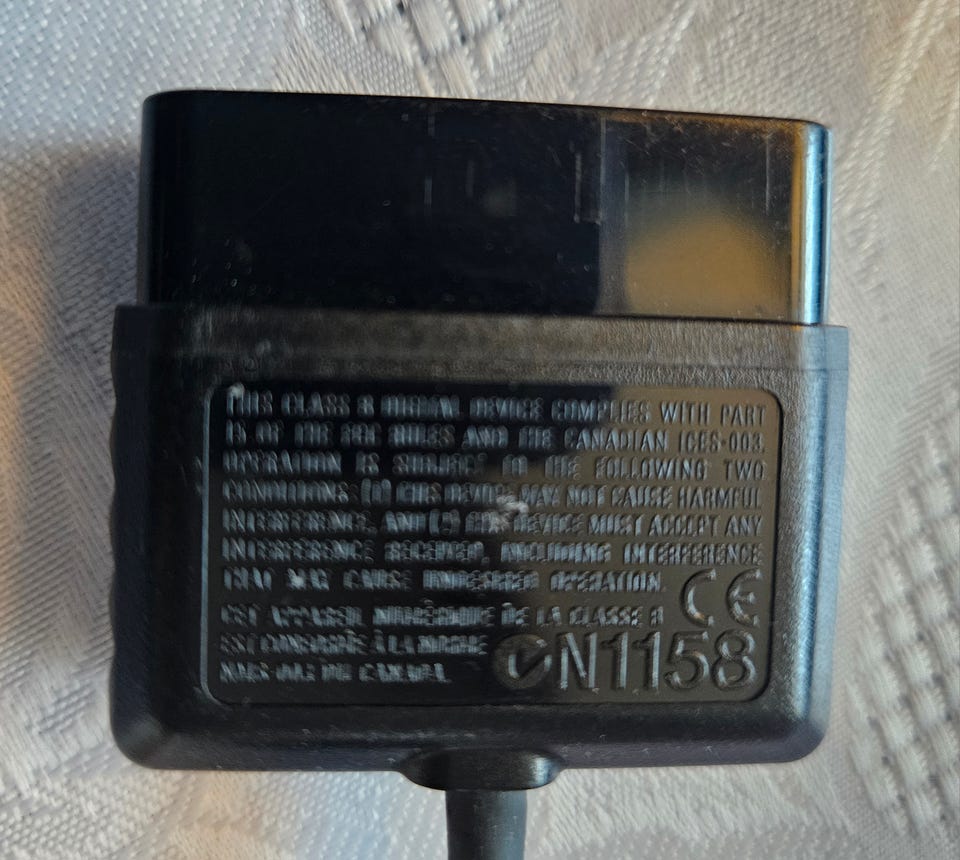 THIS CLASS B DIGITAL DEVICE COMPLIES WITH PART
15 OF THE FCC RULES AND THE CANADIAN ICES-003.
OPERATION IS SUBJECT TO THE FOLLOWING TWO
CONDITIONS: (1) THIS DEVICE MAY NOT CAUSE HARMFUL
INTERFERENCE, AND (2) THIS DEVICE MUST ACCEPT ANY
INTERFERENCE RECEIVED, INCLUDING INTERFERENCE
THAT MAY CAUSE UNDESIRED OPERATION.
CE
CET APPAREIL NUMÉRIQUE DE LA CLASSE B
EST CONFORME À LA NORME
NMB-003 DU CANADA.
N1158